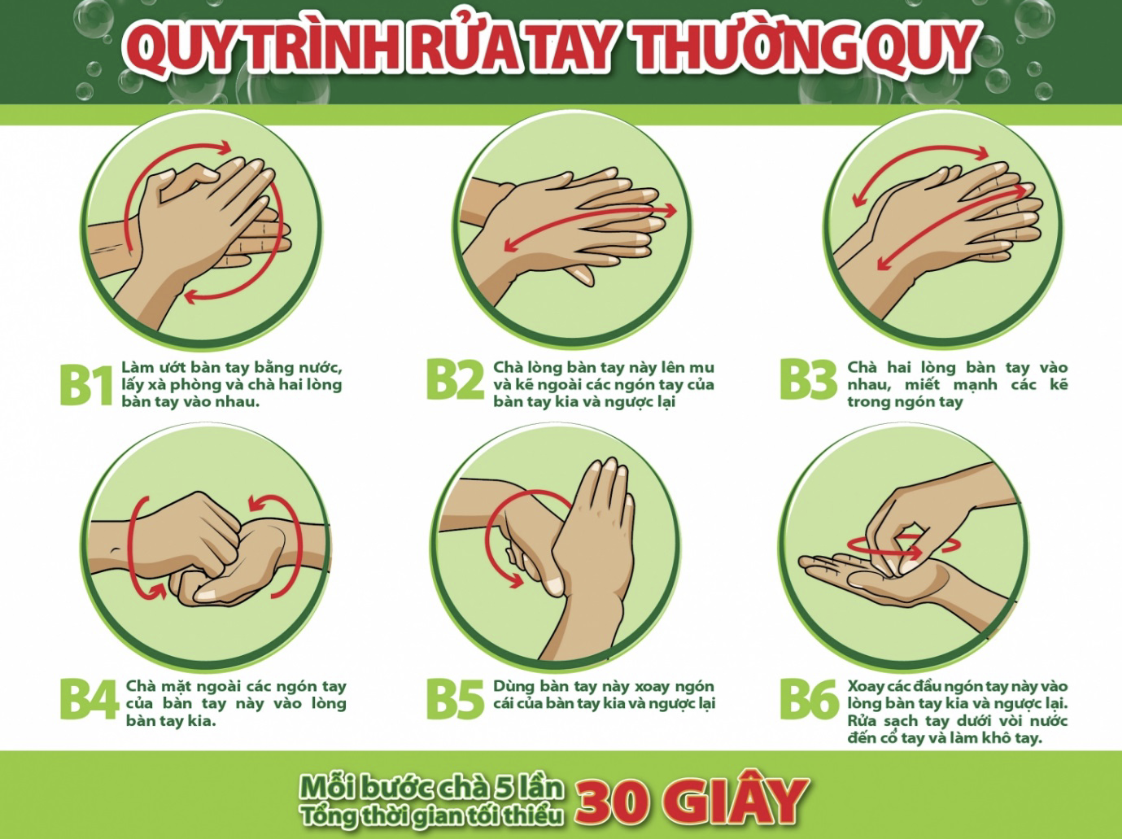 QUY TRÌNH RỬA TAY THƯỜNG QUY
B1
Làm ướt bàn tay bằng nước,
lấy xà phòng và chà hai lòng
bàn tay vào nhau.
B2
Chà lòng bàn tay này lên mu
và kẽ ngoài các ngón tay của
bàn tay kia và ngược lại
B3
Chà hai lòng bàn tay vào
nhau, miết mạnh các kẽ
trong ngón tay
B4
Chà mặt ngoài các ngón tay
của bàn tay này vào lòng
bàn tay kia.
B5
Dùng bàn tay này xoay ngón
cái của bàn tay kia và ngược lại
B6
Xoay các đầu ngón tay này vào
lòng bàn tay kia và ngược lại.
Rửa sạch tay dưới vòi nước
đến cổ tay và làm khô tay.
Mỗi bước chà 5 lần
Tổng thời gian tối thiểu
30 GIÂY